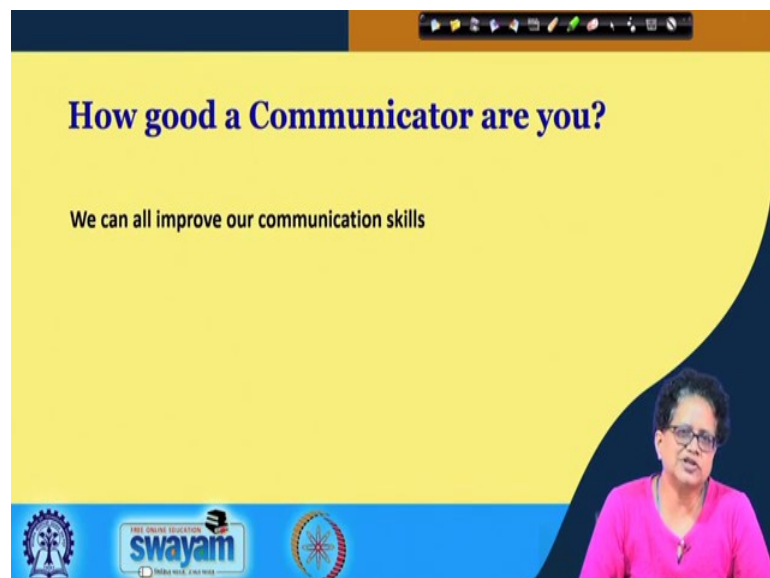 How good a Communicator are you?
We can all improve our communication skills
FREE ONLINE EDUCATION
swayam